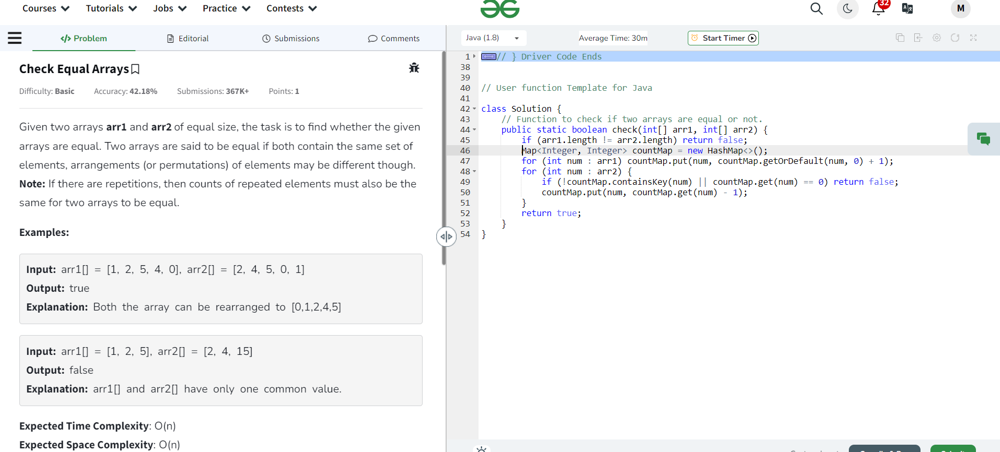 Courses Tutorials Jobs Practice Contests 32 M
Problem Editorial Submissions Comments
Java (1.8) Average Time: 30m Start Timer
Check Equal Arrays
Difficulty: Basic Accuracy: 42.18% Submissions: 367K+ Points: 1
Given two arrays arr1 and arr2 of equal size, the task is to find whether the given
arrays are equal. Two arrays are said to be equal if both contain the same set of
elements, arrangements (or permutations) of elements may be different though.
Note: If there are repetitions, then counts of repeated elements must also be the
same for two arrays to be equal.
Examples:
Input: arr1[] = [1, 2, 5, 4, 0], arr2[] = [2, 4, 5, 0, 1]
Output: true
Explanation: Both the array can be rearranged to [0,1,2,4,5]
Input: arr1[] = [1, 2, 5], arr2[] = [2, 4, 15]
Output: false
Explanation: arr1[] and arr2[] have only one common value.
Expected Time Complexity: O(n)
Expected Space Complexity: O(n)
1 // } Driver Code Ends
38
39
40 // User function Template for Java
41
42 class Solution {
43 // Function to check if two arrays are equal or not.
44 public static boolean check(int[] arr1, int[] arr2) {
45 if (arr1.length != arr2.length) return false;
46 Map<Integer, Integer> countMap = new HashMap<>();
47 for (int num : arr1) countMap.put(num, countMap.getOrDefault(num, 0) + 1);
48 for (int num : arr2) {
49 if (!countMap.containsKey(num) || countMap.get(num) == 0) return false;
50 countMap.put(num, countMap.get(num) - 1);
51 }
52 return true;
53 }
54 }